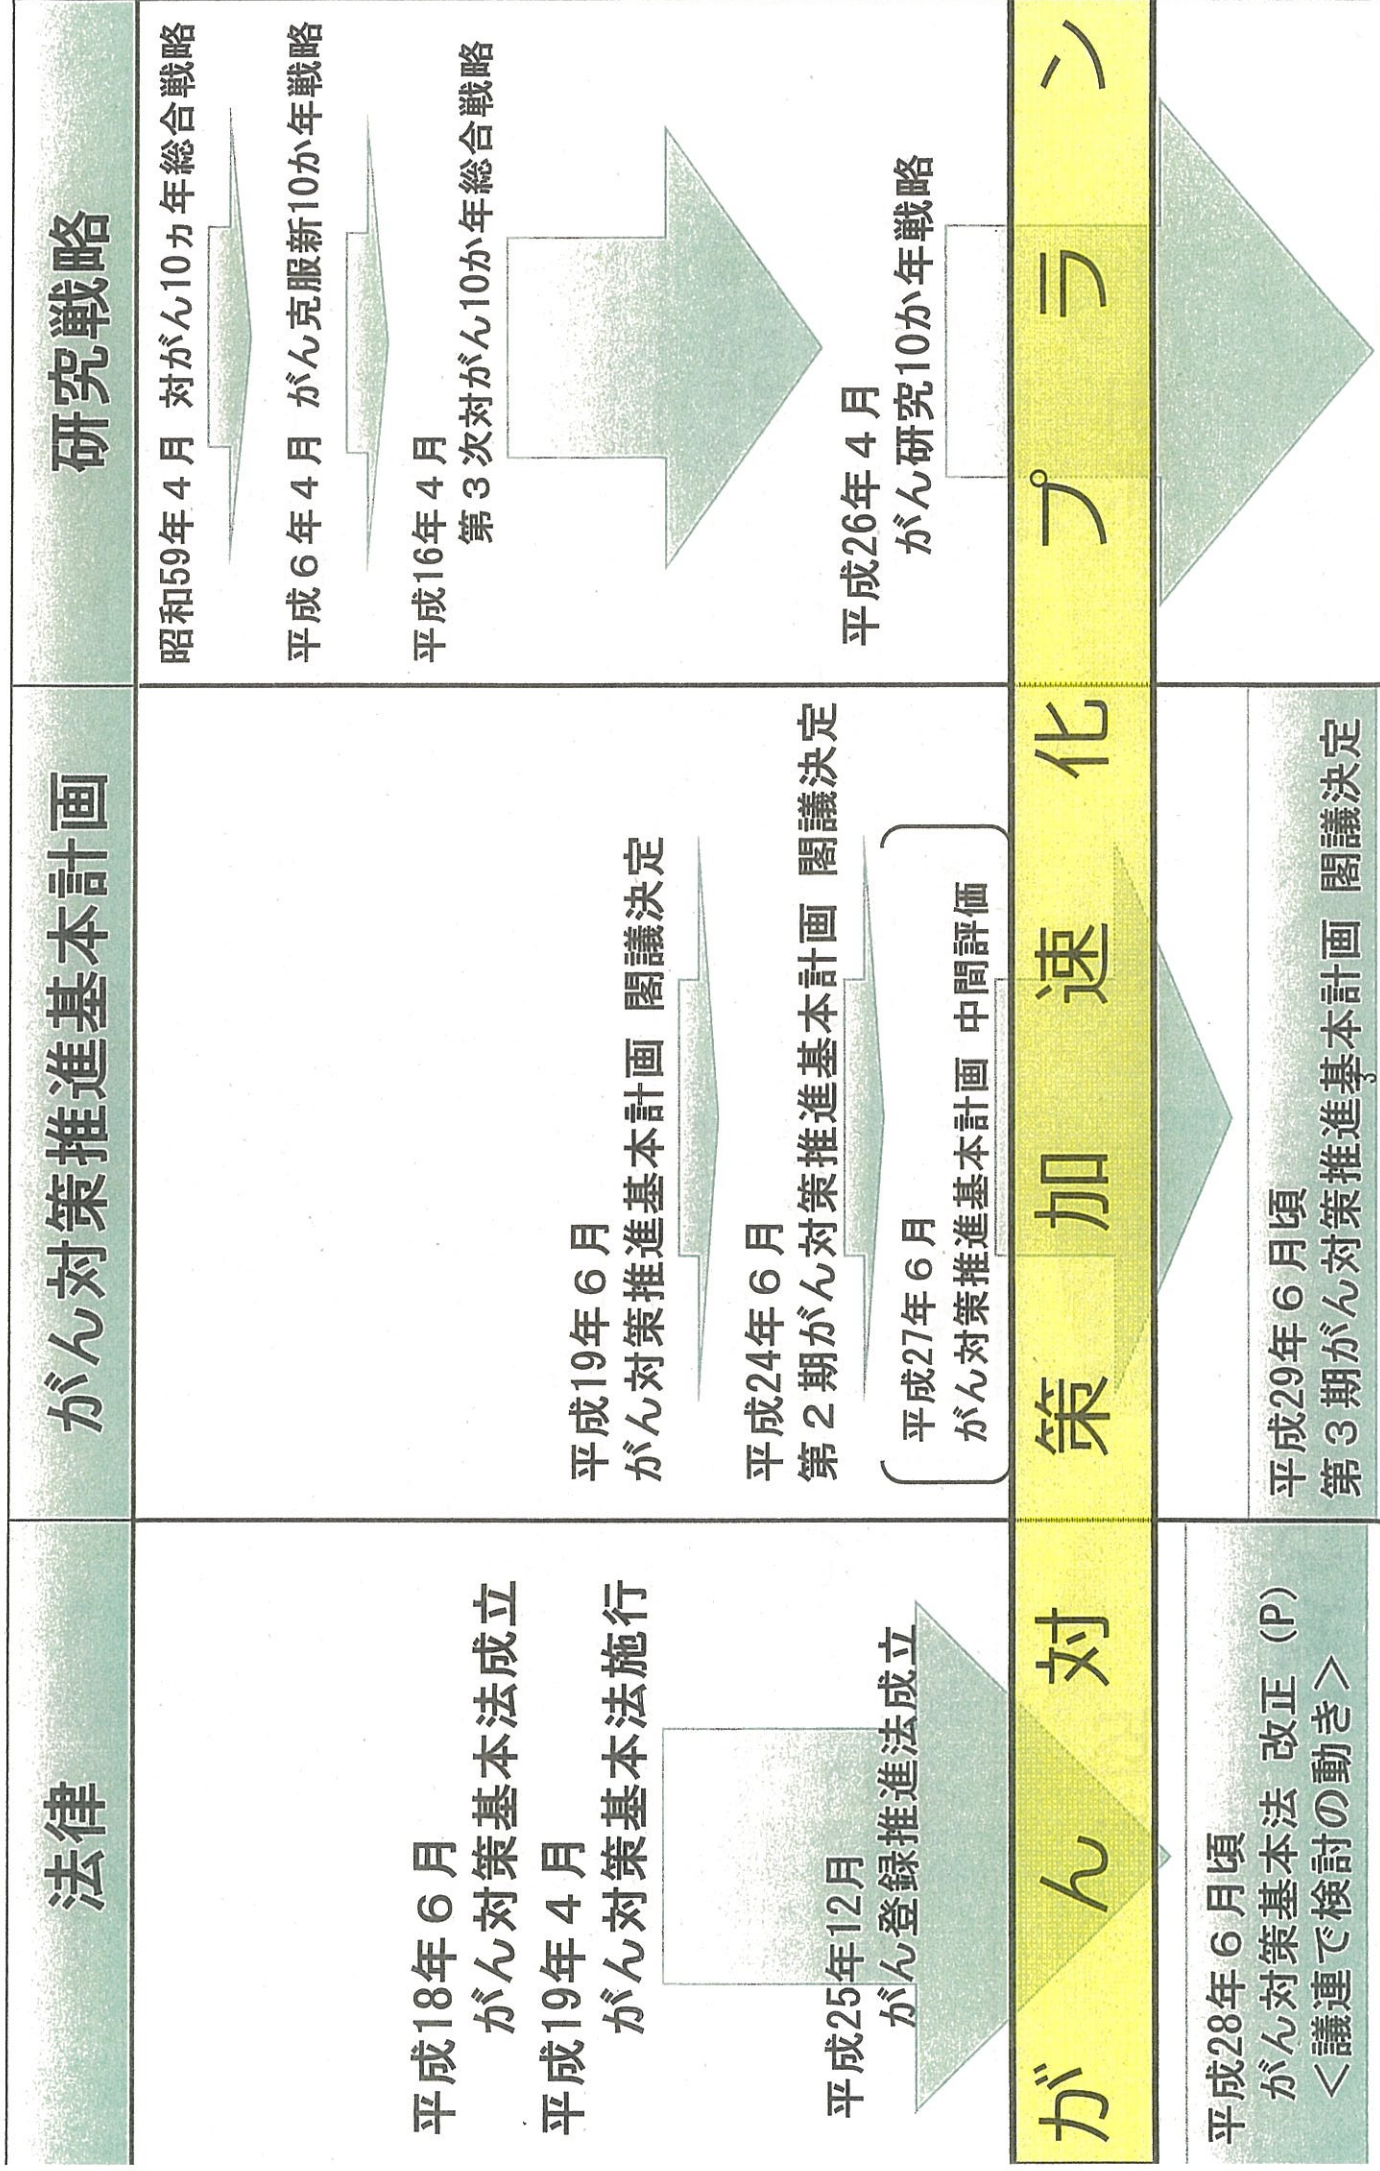 法律
がん対策推進基本計画
研究戦略
平成18年６月
がん対策基本法成立
平成19年４月
がん対策基本法施行
平成25年12月
がん登録推進法成立
平成19年６月
がん対策推進基本計画 閣議決定
平成24年６月
第２期がん対策推進基本計画 閣議決定
平成27年６月
がん対策推進基本計画 中間評価
昭和59年４月 対がん10ヵ年総合戦略
平成６年４月 がん克服新10か年戦略
平成16年４月
第３次対がん10か年総合戦略
平成26年４月
がん研究10か年戦略
がん対策加速化プラン
平成28年６月頃
がん対策基本法 改正（P）
＜議連で検討の動き＞
平成29年６月頃
第３期がん対策推進基本計画 閣議決定
3